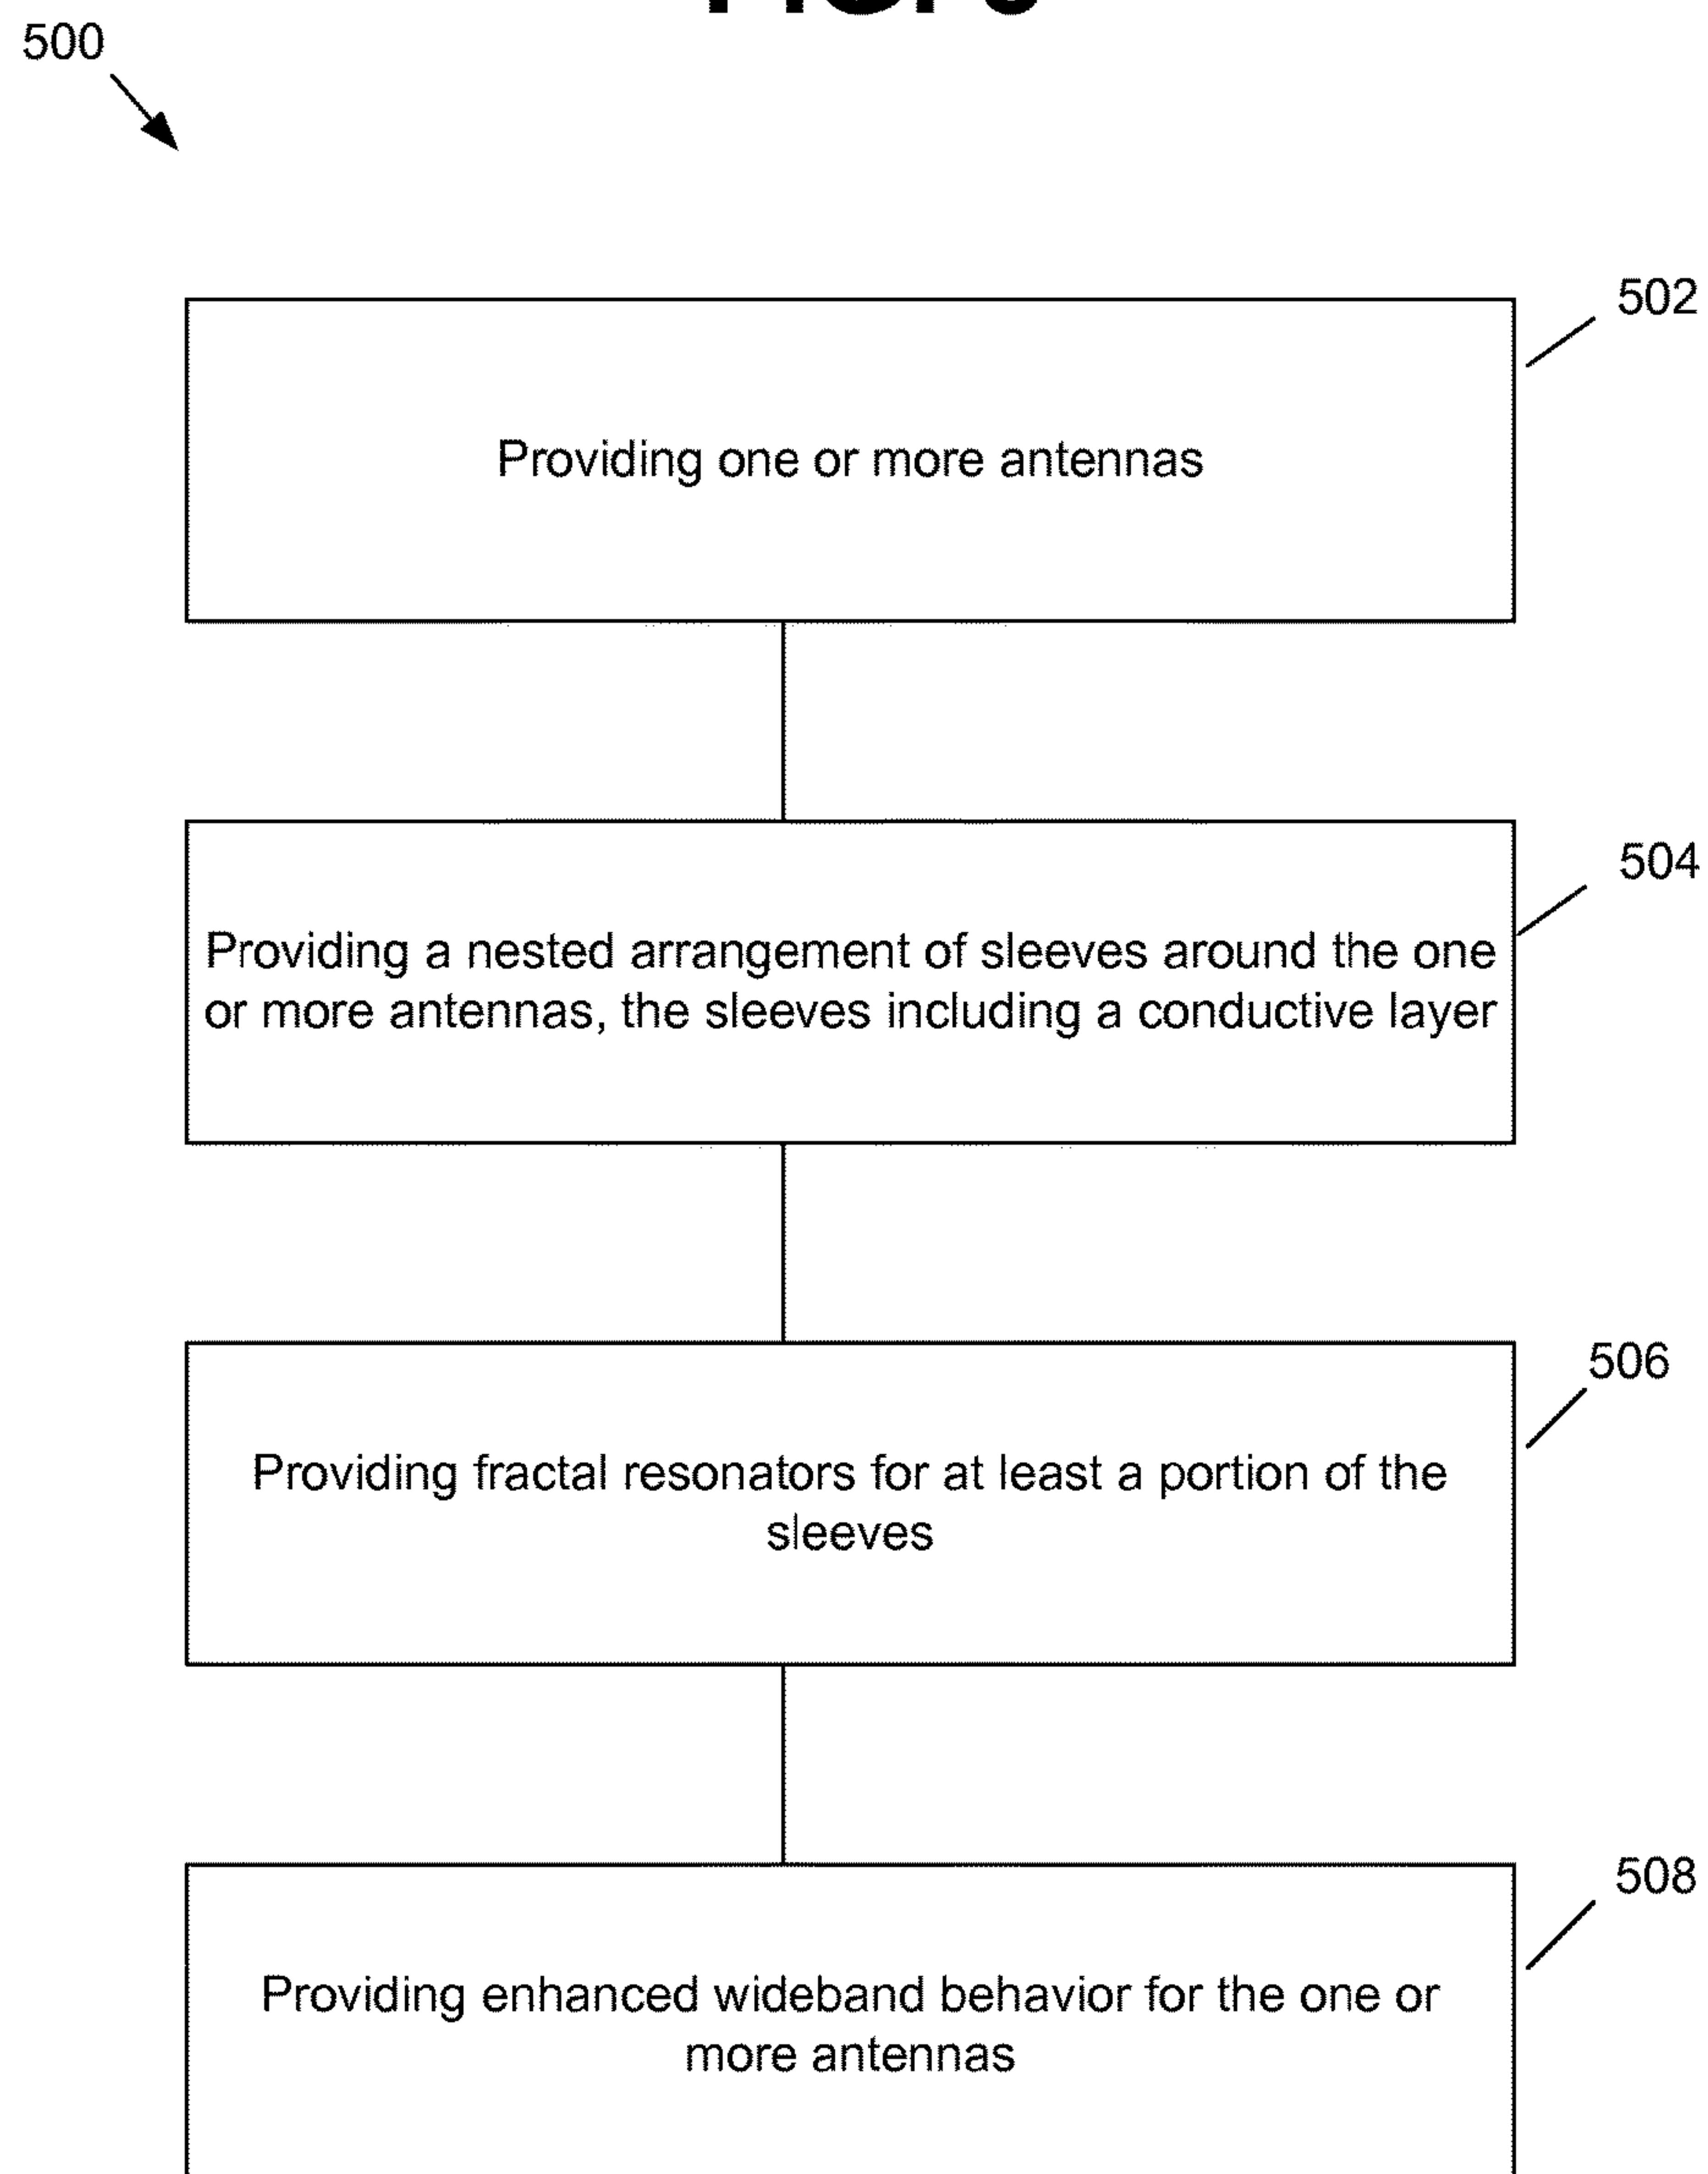 500
502
Providing one or more antennas
504
Providing a nested arrangement of sleeves around the one
or more antennas, the sleeves including a conductive layer
506
Providing fractal resonators for at least a portion of the
sleeves
508
Providing enhanced wideband behavior for the one or
more antennas